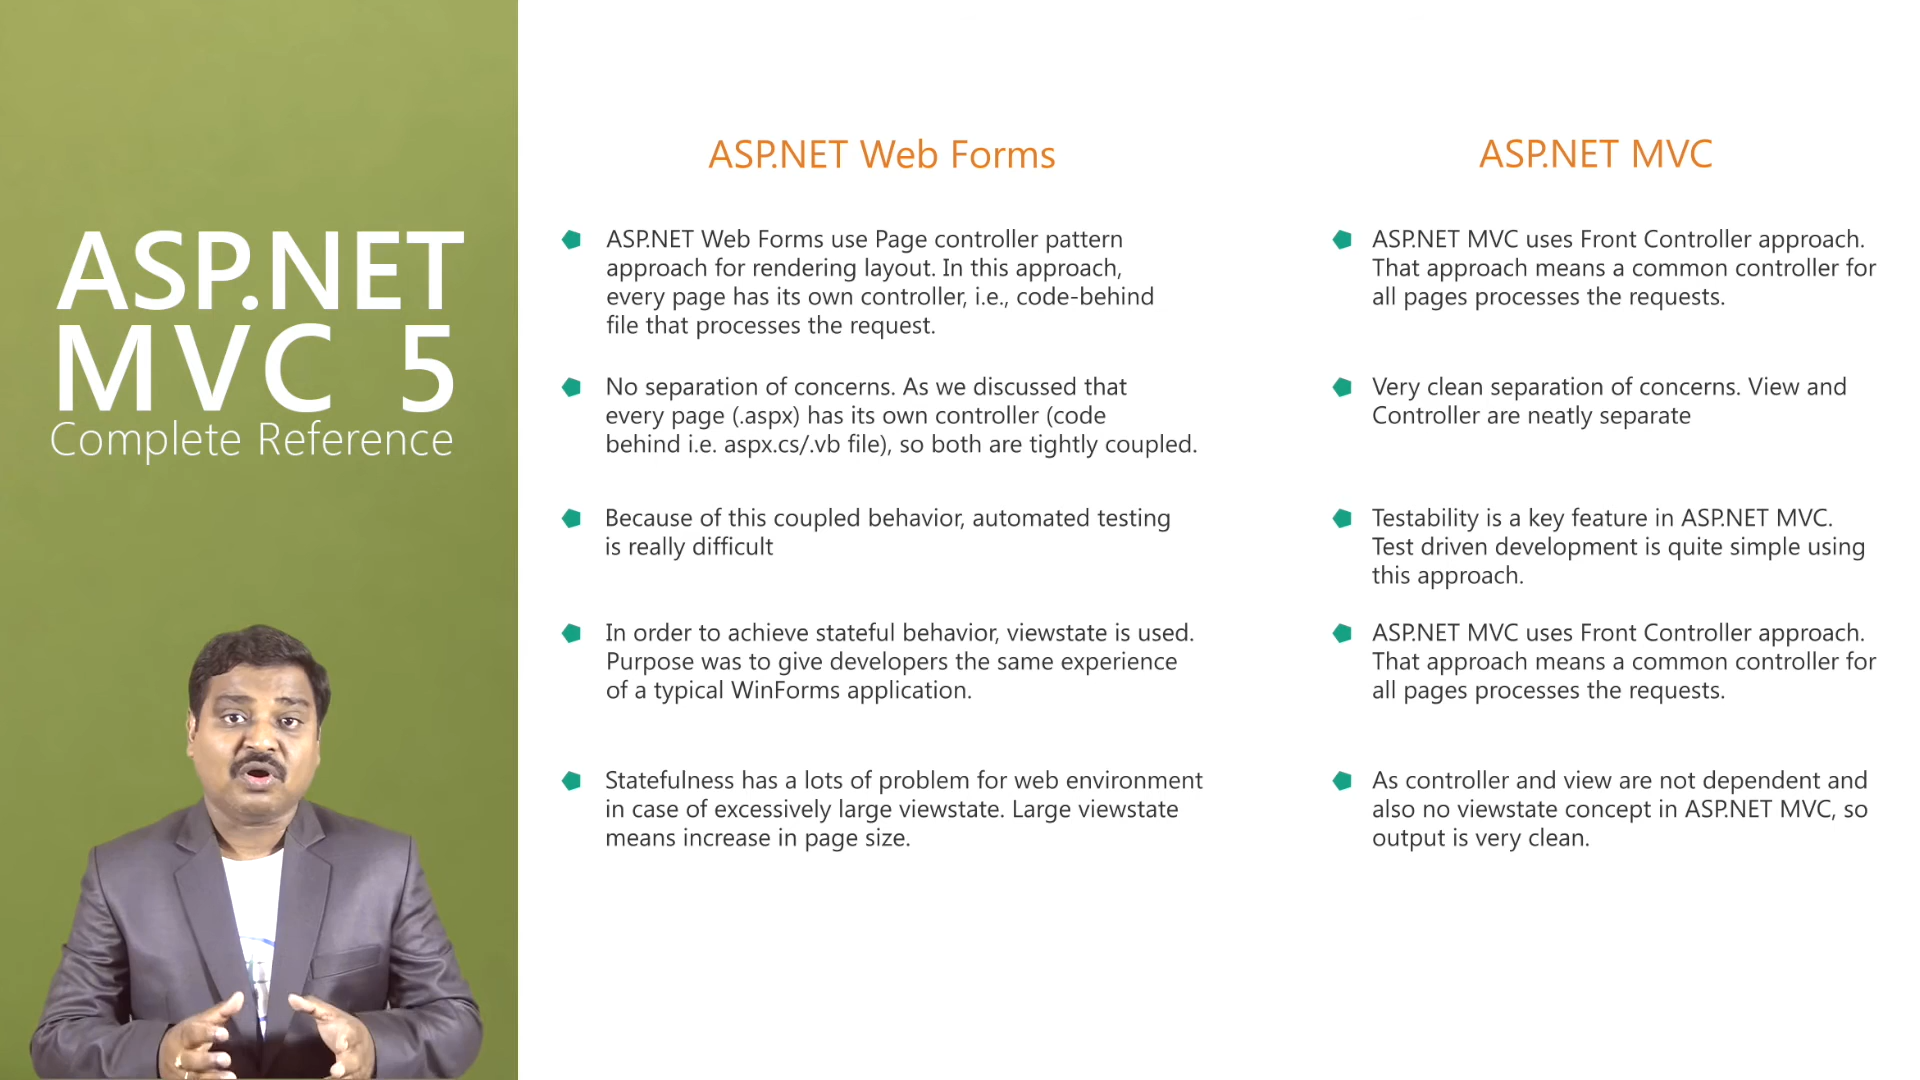 ASP.NET
MVC 5
Complete Reference
ASP.NET Web Forms
ASP.NET Web Forms use Page controller pattern
approach for rendering layout. In this approach,
every page has its own controller, i.e., code-behind
file that processes the request.
No separation of concerns. As we discussed that
every page (.aspx) has its own controller (code
behind i.e. aspx.cs/.vb file), so both are tightly coupled.
Because of this coupled behavior, automated testing
is really difficult
In order to achieve stateful behavior, viewstate is used.
Purpose was to give developers the same experience
of a typical WinForms application.
Statefulness has a lots of problem for web environment
in case of excessively large viewstate. Large viewstate
means increase in page size.
ASP.NET MVC
ASP.NET MVC uses Front Controller approach.
That approach means a common controller for
all pages processes the requests.
Very clean separation of concerns. View and
Controller are neatly separate
Testability is a key feature in ASP.NET MVC.
Test driven development is quite simple using
this approach.
ASP.NET MVC uses Front Controller approach.
That approach means a common controller for
all pages processes the requests.
As controller and view are not dependent and
also no viewstate concept in ASP.NET MVC, so
output is very clean.